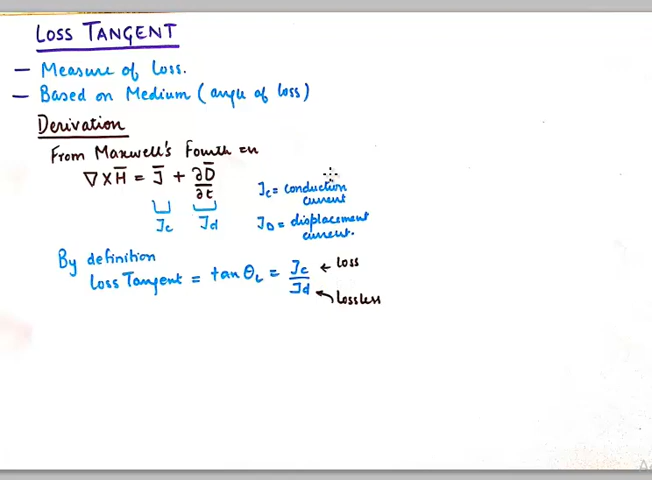 LOSS TANGENT
— Measure of loss.
— Based on Medium (angle of loss)
Derivation
From Maxwell's Fourth =n
∇ × H̅ = J̅ + ∂D̅/∂t
Jc Jd
Jc = conduction current
JD = displacement current.
By definition
Loss Tangent = tan θL = Jc/Jd
← loss
← lossless